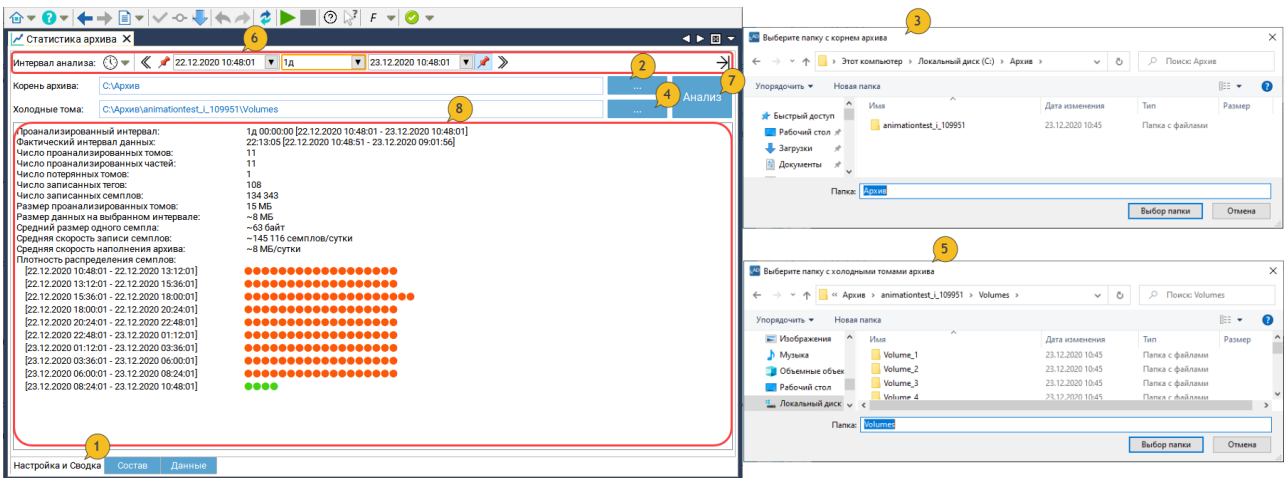 Статистика архива
6
Интервал анализа: 22.12.2020 10:48:01 1д 23.12.2020 10:48:01
2
7
Корень архива: C:\Архив ...
Анализ
4
Холодные тома: C:\Архив\animationtest_i_109951\Volumes ...
8
Проанализированный интервал: 1д 00:00:00 [22.12.2020 10:48:01 - 23.12.2020 10:48:01]
Фактический интервал данных: 22:13:05 [22.12.2020 10:48:51 - 23.12.2020 09:01:56]
Число проанализированных томов: 11
Число проанализированных частей: 11
Число потерянных томов: 1
Число записанных тегов: 108
Число записанных семплов: 134 343
Размер проанализированных томов: 15 МБ
Размер данных на выбранном интервале: ~8 МБ
Средний размер одного семпла: ~63 байт
Средняя скорость записи семплов: ~145 116 семплов/сутки
Средняя скорость наполнения архива: ~8 МБ/сутки
Плотность распределения семплов:
[22.12.2020 10:48:01 - 22.12.2020 13:12:01]
[22.12.2020 13:12:01 - 22.12.2020 15:36:01]
[22.12.2020 15:36:01 - 22.12.2020 18:00:01]
[22.12.2020 18:00:01 - 22.12.2020 20:24:01]
[22.12.2020 20:24:01 - 22.12.2020 22:48:01]
[22.12.2020 22:48:01 - 23.12.2020 01:12:01]
[23.12.2020 01:12:01 - 23.12.2020 03:36:01]
[23.12.2020 03:36:01 - 23.12.2020 06:00:01]
[23.12.2020 06:00:01 - 23.12.2020 08:24:01]
[23.12.2020 08:24:01 - 23.12.2020 10:48:01]
1
Настройка и Сводка Состав Данные
3
Выберите папку с корнем архива
Этот компьютер › Локальный диск (C:) › Архив › Поиск: Архив
Упорядочить Новая папка
Имя Дата изменения Тип Размер
Быстрый доступ
animationtest_i_109951 23.12.2020 10:45 Папка с файлами
Рабочий стол
Загрузки
Документы
Папка: Архив
Выбор папки Отмена
5
Выберите папку с холодными томами архива
« Архив › animationtest_i_109951 › Volumes › Поиск: Volumes
Упорядочить Новая папка
Изображения Имя Дата изменения Тип Размер
Музыка Volume_1 23.12.2020 10:45 Папка с файлами
Объемные объек Volume_2 23.12.2020 10:45 Папка с файлами
Рабочий стол Volume_3 23.12.2020 10:45 Папка с файлами
Локальный диск Volume_4 23.12.2020 10:45 Папка с файлами
Папка: Volumes
Выбор папки Отмена